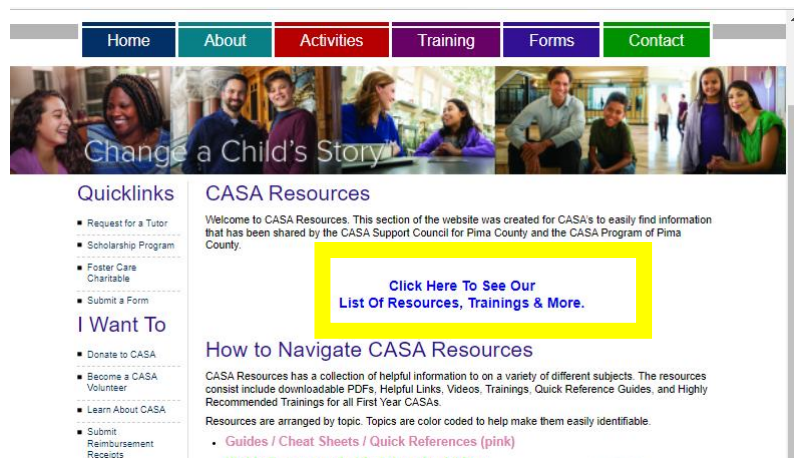 Home About Activities Training Forms Contact
Change a Child's Story
Quicklinks
Request for a Tutor
Scholarship Program
Foster Care
Charitable
Submit a Form
I Want To
Donate to CASA
Become a CASA
Volunteer
Learn About CASA
Submit
Reimbursement
Receipts
CASA Resources
Welcome to CASA Resources. This section of the website was created for CASA's to easily find information
that has been shared by the CASA Support Council for Pima County and the CASA Program of Pima
County.
Click Here To See Our
List Of Resources, Trainings & More.
How to Navigate CASA Resources
CASA Resources has a collection of helpful information to on a variety of different subjects. The resources
consist include downloadable PDFs, Helpful Links, Videos, Trainings, Quick Reference Guides, and Highly
Recommended Trainings for all First Year CASAs.
Resources are arranged by topic. Topics are color coded to help make them easily identifiable.
Guides / Cheat Sheets / Quick References (pink)